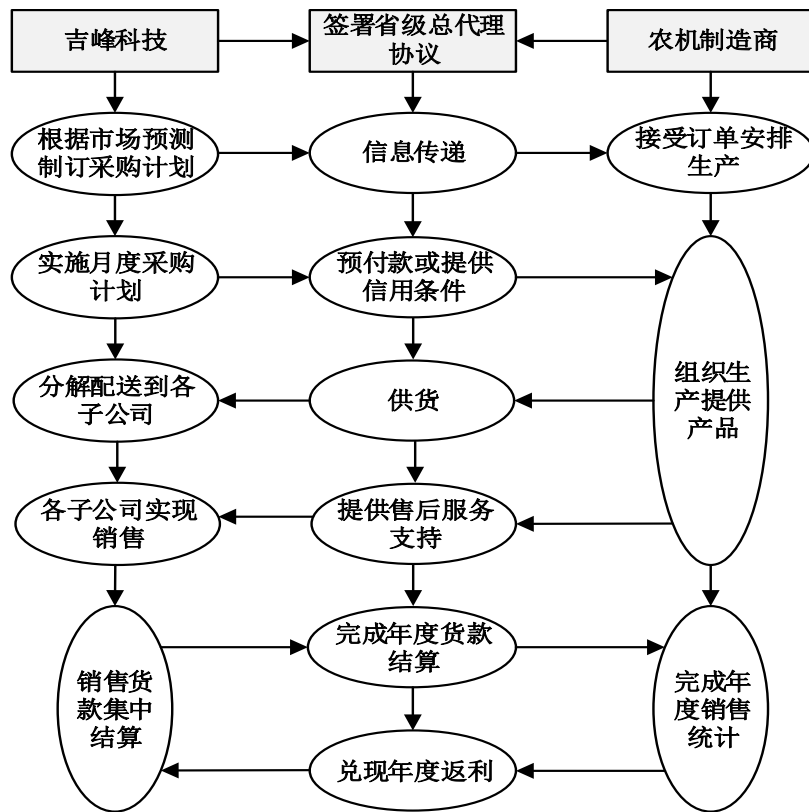 吉峰科技
签署省级总代理
协议
农机制造商
根据市场预测
制订采购计划
信息传递
接受订单安排
生产
实施月度采购
计划
预付款或提供
信用条件
组织生
产提供
产品
分解配送到各
子公司
供货
各子公司实现
销售
提供售后服务
支持
销售货
款集中
结算
完成年度货款
结算
完成年
度销售
统计
兑现年度返利